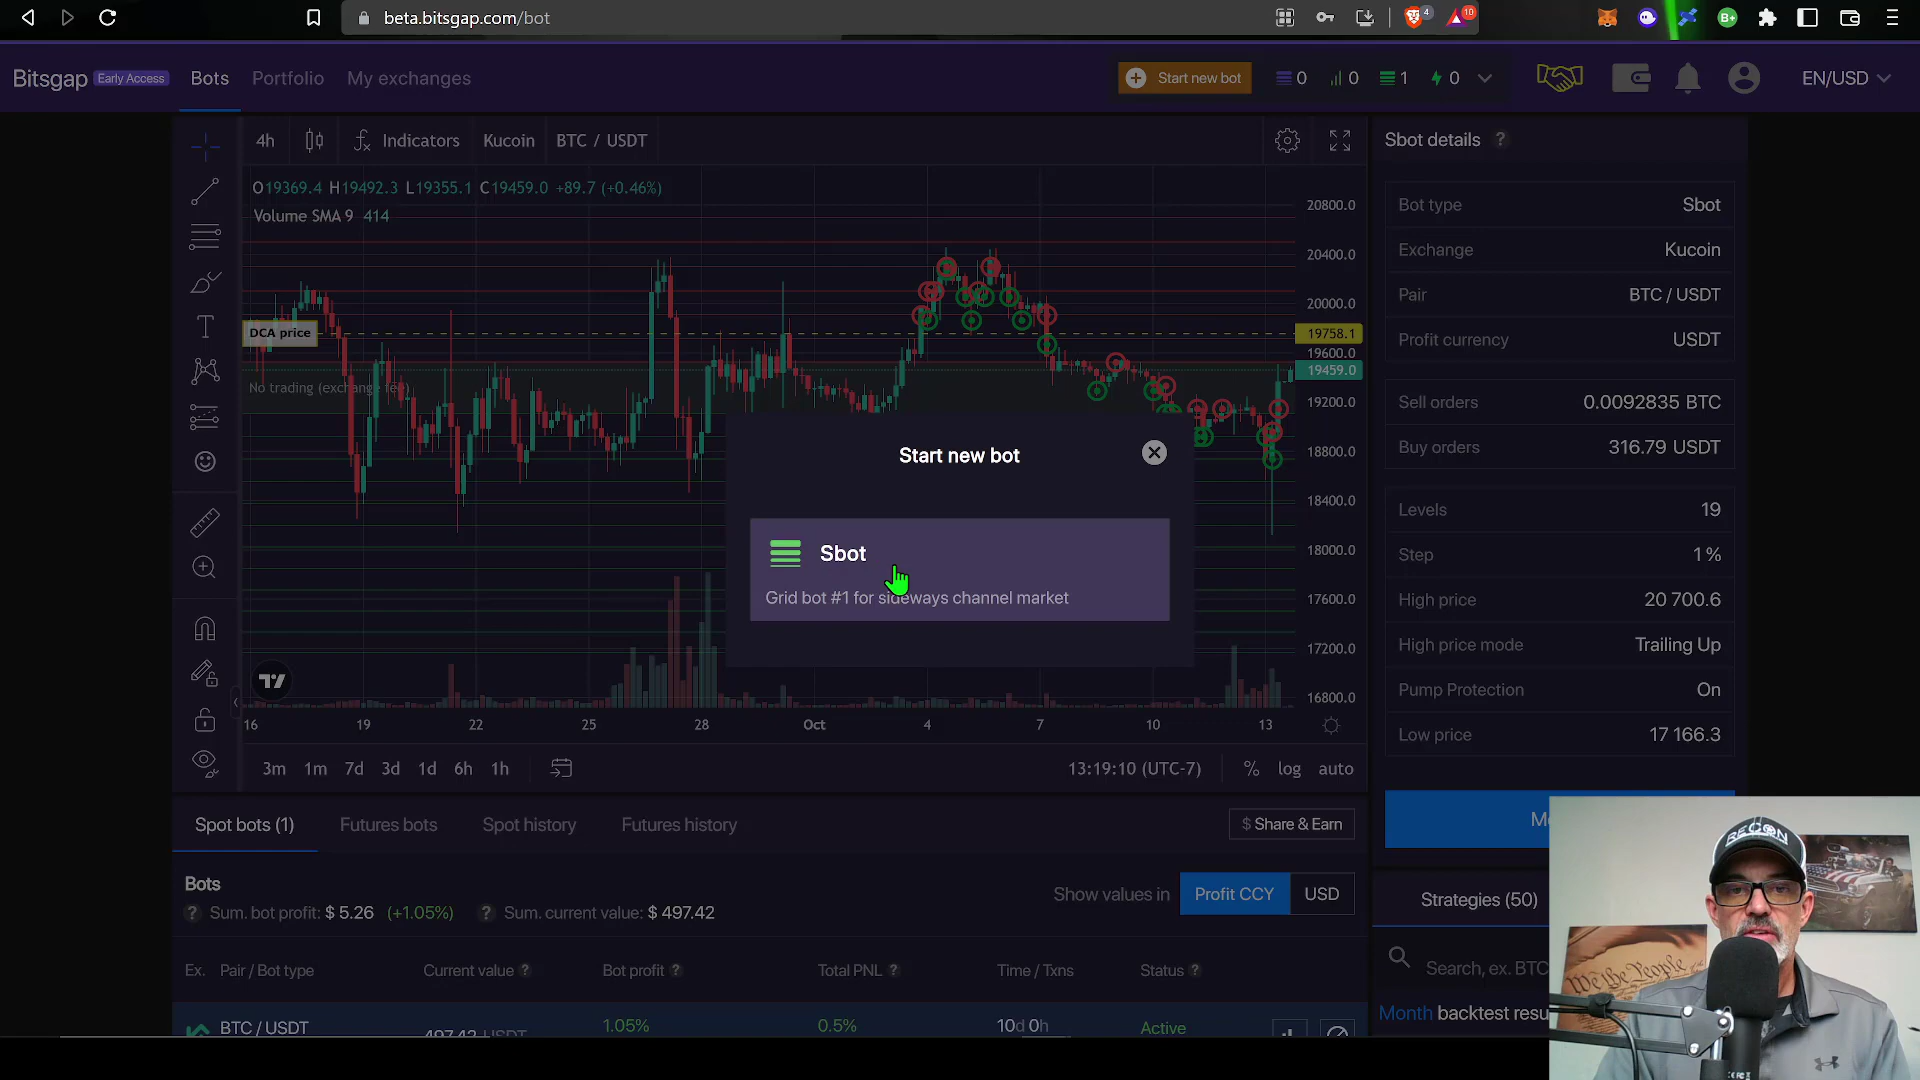 beta.bitsgap.com/bot
4
10
B+
Bitsgap Early Access Bots Portfolio My exchanges
Start new bot 0 0 1 0 EN/USD
4h Indicators Kucoin BTC / USDT
O19369.4 H19492.3 L19355.1 C19459.0 +89.7 (+0.46%)
Volume SMA 9 414
DCA price
No trading (exchange fee)
20800.0
20400.0
20000.0
19758.1
19600.0
19459.0
19200.0
18800.0
18400.0
18000.0
17600.0
17200.0
16800.0
16 19 22 25 28 Oct 4 7 10 13
3m 1m 7d 3d 1d 6h 1h 13:19:10 (UTC-7) % log auto
Start new bot
Sbot
Grid bot #1 for sideways channel market
Sbot details ?
Bot type Sbot
Exchange Kucoin
Pair BTC / USDT
Profit currency USDT
Sell orders 0.0092835 BTC
Buy orders 316.79 USDT
Levels 19
Step 1 %
High price 20 700.6
High price mode Trailing Up
Pump Protection On
Low price 17 166.3
Spot bots (1) Futures bots Spot history Futures history $ Share & Earn
Bots
? Sum. bot profit: $ 5.26 (+1.05%) ? Sum. current value: $ 497.42
Show values in Profit CCY USD
Ex. Pair / Bot type Current value ? Bot profit ? Total PNL ? Time / Txns Status ?
BTC / USDT 497.42 USDT 1.05% 0.5% 10d 0h Active
Strategies (50)
Search, ex. BTC
Month backtest resu
RECON
We the People